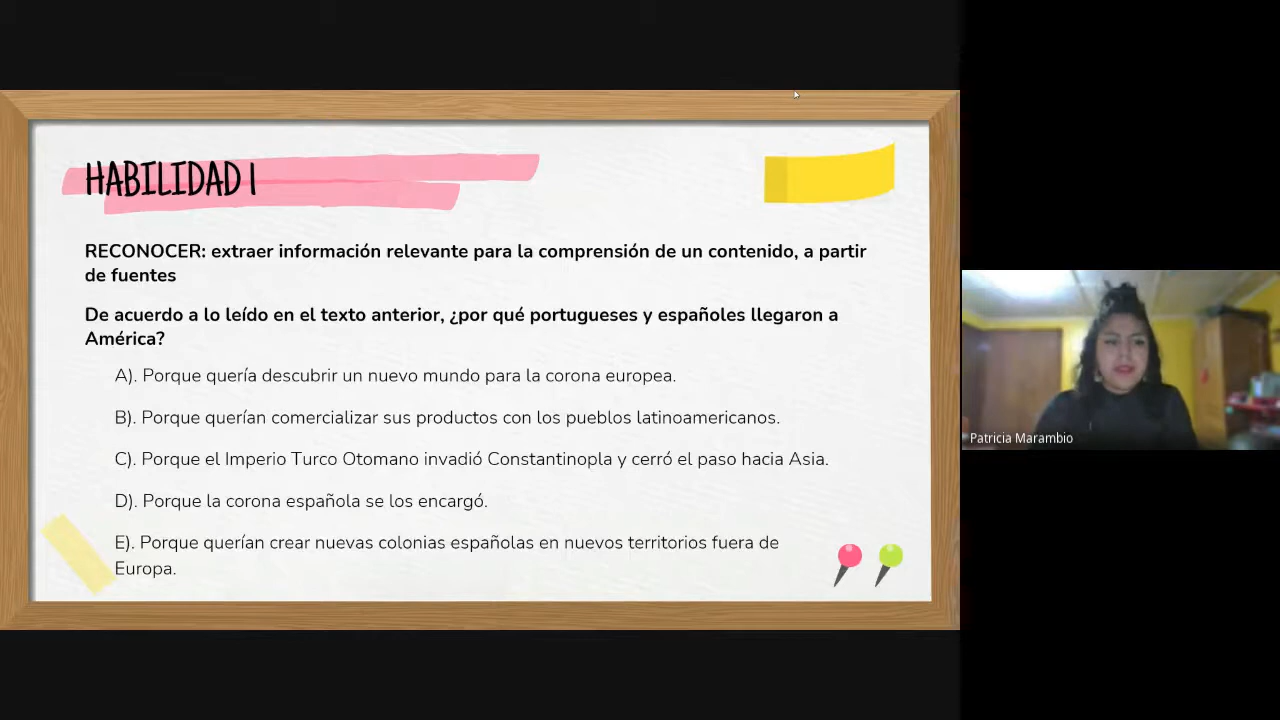 HABILIDAD 1
RECONOCER: extraer información relevante para la comprensión de un contenido, a partir
de fuentes
De acuerdo a lo leído en el texto anterior, ¿por qué portugueses y españoles llegaron a
América?
A). Porque quería descubrir un nuevo mundo para la corona europea.
B). Porque querían comercializar sus productos con los pueblos latinoamericanos.
C). Porque el Imperio Turco Otomano invadió Constantinopla y cerró el paso hacia Asia.
D). Porque la corona española se los encargó.
E). Porque querían crear nuevas colonias españolas en nuevos territorios fuera de
Europa.
Patricia Marambio